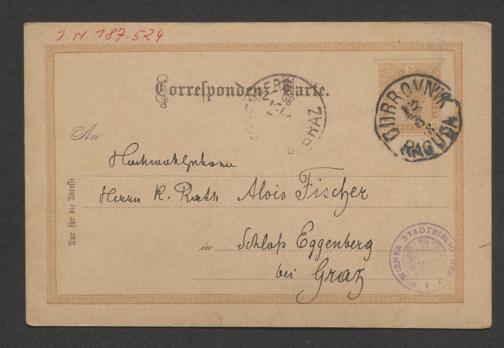 I N. 187.524
Correspondenz-Karte.
GRAZ
DUBROVNIK
RAGUSA
An
Hochwohlgeboren
Herrn K. Rath Alois Fischer
in Schloß Eggenberg
bei Graz
Nur für die Adresse
WIENER STADTBIBLIOTHEK